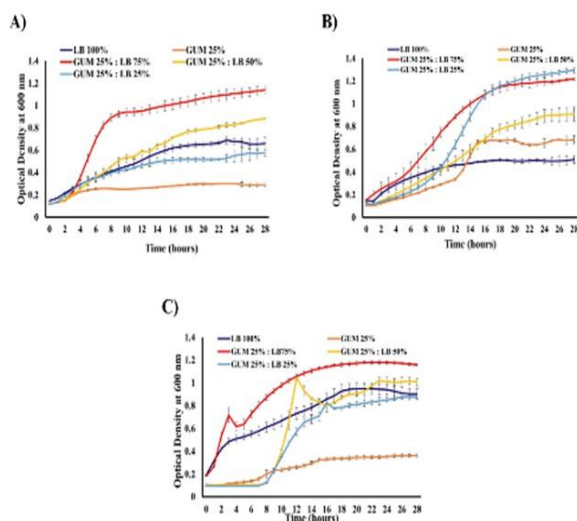 A)
LB 100% GUM 25%
GUM 25% : LB 75% GUM 25% : LB 50%
GUM 25% : LB 25%
Optical Density at 600 nm
1.4
1.2
1
0.8
0.6
0.4
0.2
0
0 2 4 6 8 10 12 14 16 18 20 22 24 26 28
Time (hours)
B)
LB 100% GUM 25%
GUM 25% : LB 75% GUM 25% : LB 50%
GUM 25% : LB 25%
Optical Density at 600 nm
1.4
1.2
1
0.8
0.6
0.4
0.2
0
0 2 4 6 8 10 12 14 16 18 20 22 24 26 28
Time (hours)
C)
LB 100% GUM 25%
GUM 25% : LB75% GUM 25% : LB 50%
GUM 25% : LB 25%
Optical Density at 600 nm
1.4
1.2
1
0.8
0.6
0.4
0.2
0
0 2 4 6 8 10 12 14 16 18 20 22 24 26 28
Time (hours)